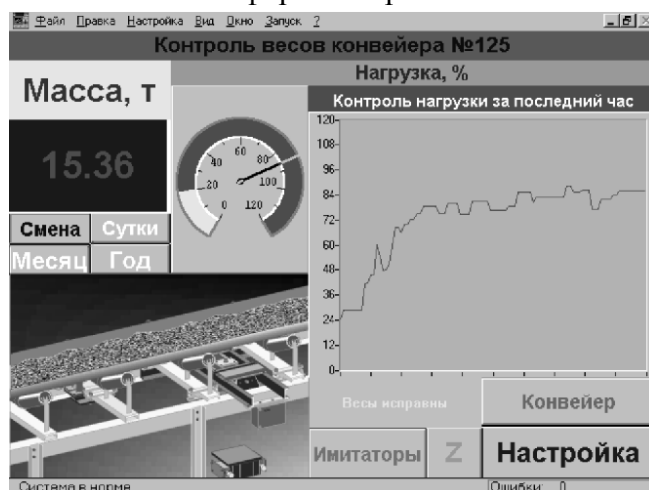 Файл Правка Настройка Вид Окно Запуск ?
Контроль весов конвейера №125
Масса, т
Нагрузка, %
Контроль нагрузки за последний час
15.36
0 20 40 60 80 100 120
120
108
96
84
72
60
48
36
24
12
0
Смена Сутки
Месяц Год
Весы исправны
Конвейер
Имитаторы Z Настройка
Система в норме
Ошибки: 0